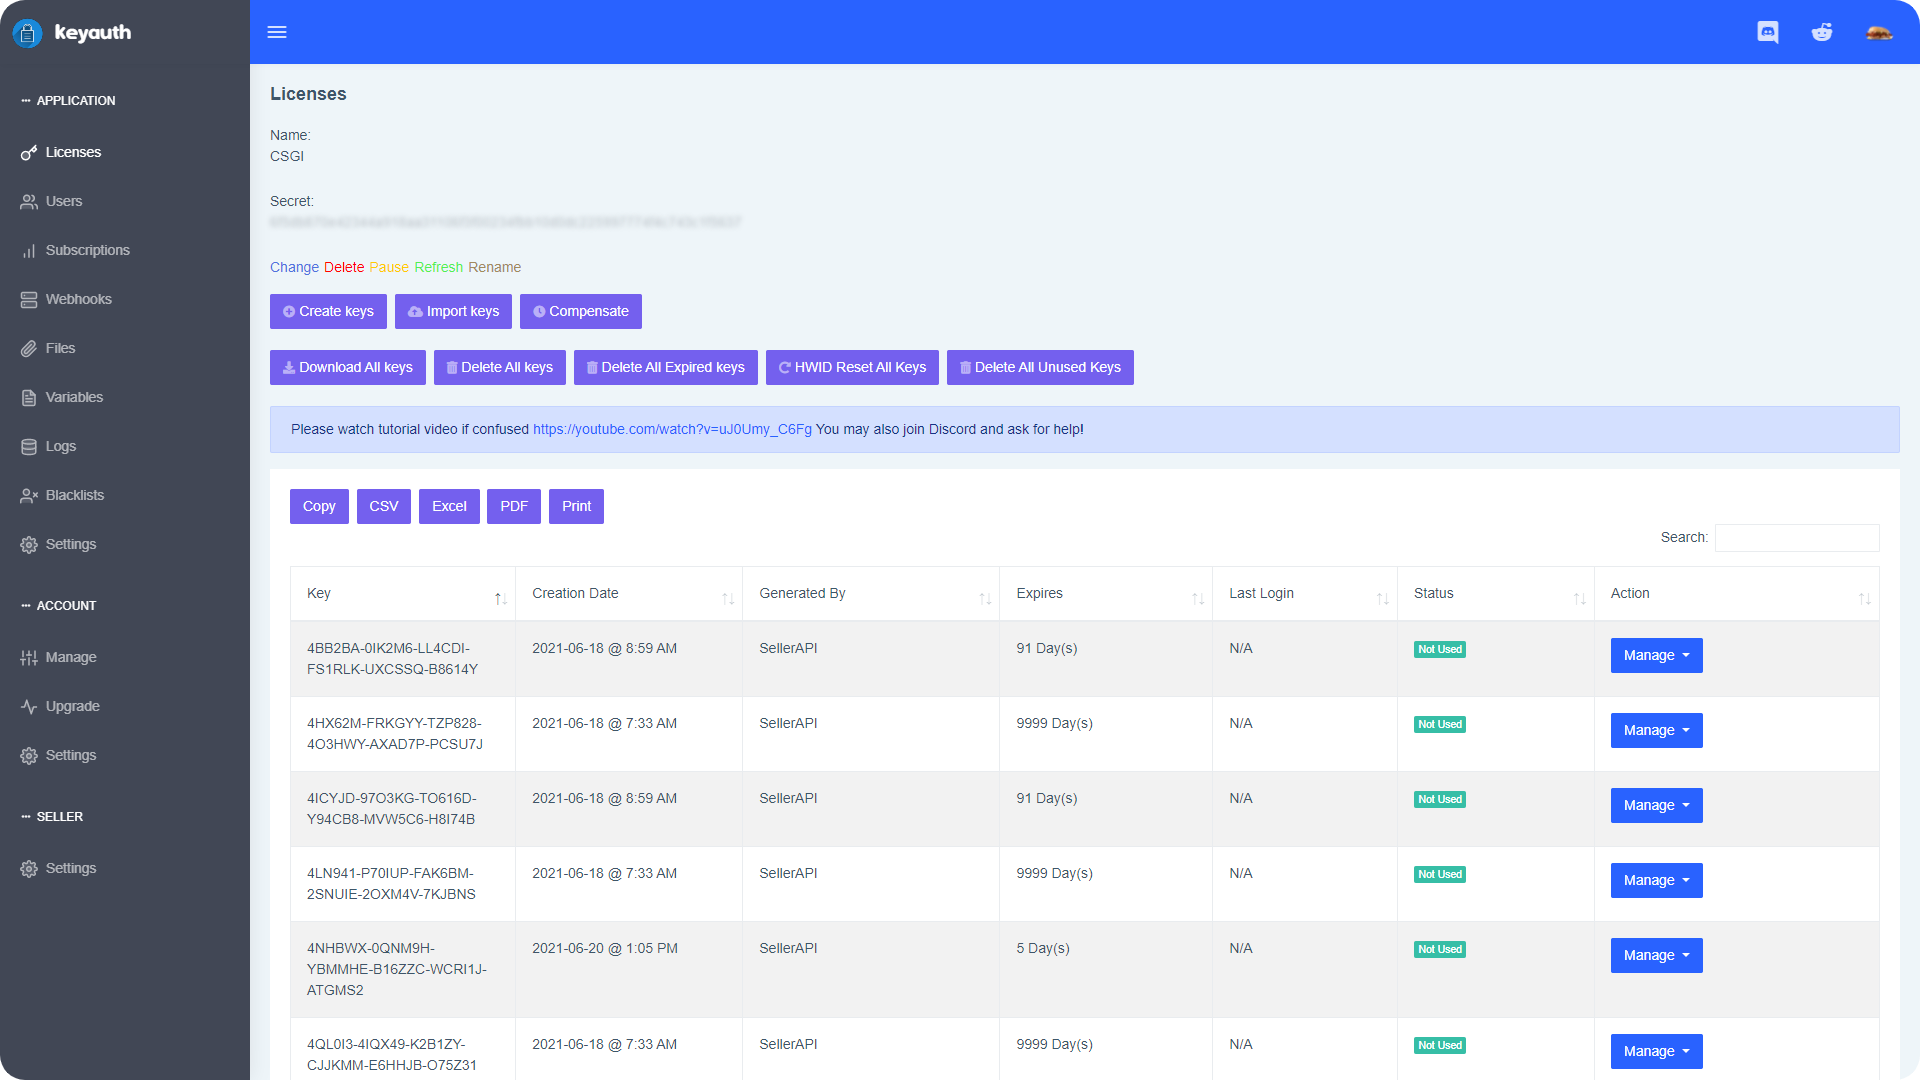 keyauth
APPLICATION
Licenses
Users
Subscriptions
Webhooks
Files
Variables
Logs
Blacklists
Settings
ACCOUNT
Manage
Upgrade
Settings
SELLER
Settings
Licenses
Name:
CSGI
Secret:
Change Delete Pause Refresh Rename
Create keys Import keys Compensate
Download All keys Delete All keys Delete All Expired keys HWID Reset All Keys Delete All Unused Keys
Please watch tutorial video if confused https://youtube.com/watch?v=uJ0Umy_C6Fg You may also join Discord and ask for help!
Copy CSV Excel PDF Print
Search:
Key Creation Date Generated By Expires Last Login Status Action
4BB2BA-0IK2M6-LL4CDI- 2021-06-18 @ 8:59 AM SellerAPI 91 Day(s) N/A Not Used Manage
FS1RLK-UXCSSQ-B8614Y
4HX62M-FRKGYY-TZP828- 2021-06-18 @ 7:33 AM SellerAPI 9999 Day(s) N/A Not Used Manage
4O3HWY-AXAD7P-PCSU7J
4ICYJD-97O3KG-TO616D- 2021-06-18 @ 8:59 AM SellerAPI 91 Day(s) N/A Not Used Manage
Y94CB8-MVW5C6-H8I74B
4LN941-P70IUP-FAK6BM- 2021-06-18 @ 7:33 AM SellerAPI 9999 Day(s) N/A Not Used Manage
2SNUIE-2OXM4V-7KJBNS
4NHBWX-0QNM9H- 2021-06-20 @ 1:05 PM SellerAPI 5 Day(s) N/A Not Used Manage
YBMMHE-B16ZZC-WCRI1J-
ATGMS2
4QL0I3-4IQX49-K2B1ZY- 2021-06-18 @ 7:33 AM SellerAPI 9999 Day(s) N/A Not Used Manage
CJJKMM-E6HHJB-O75Z31